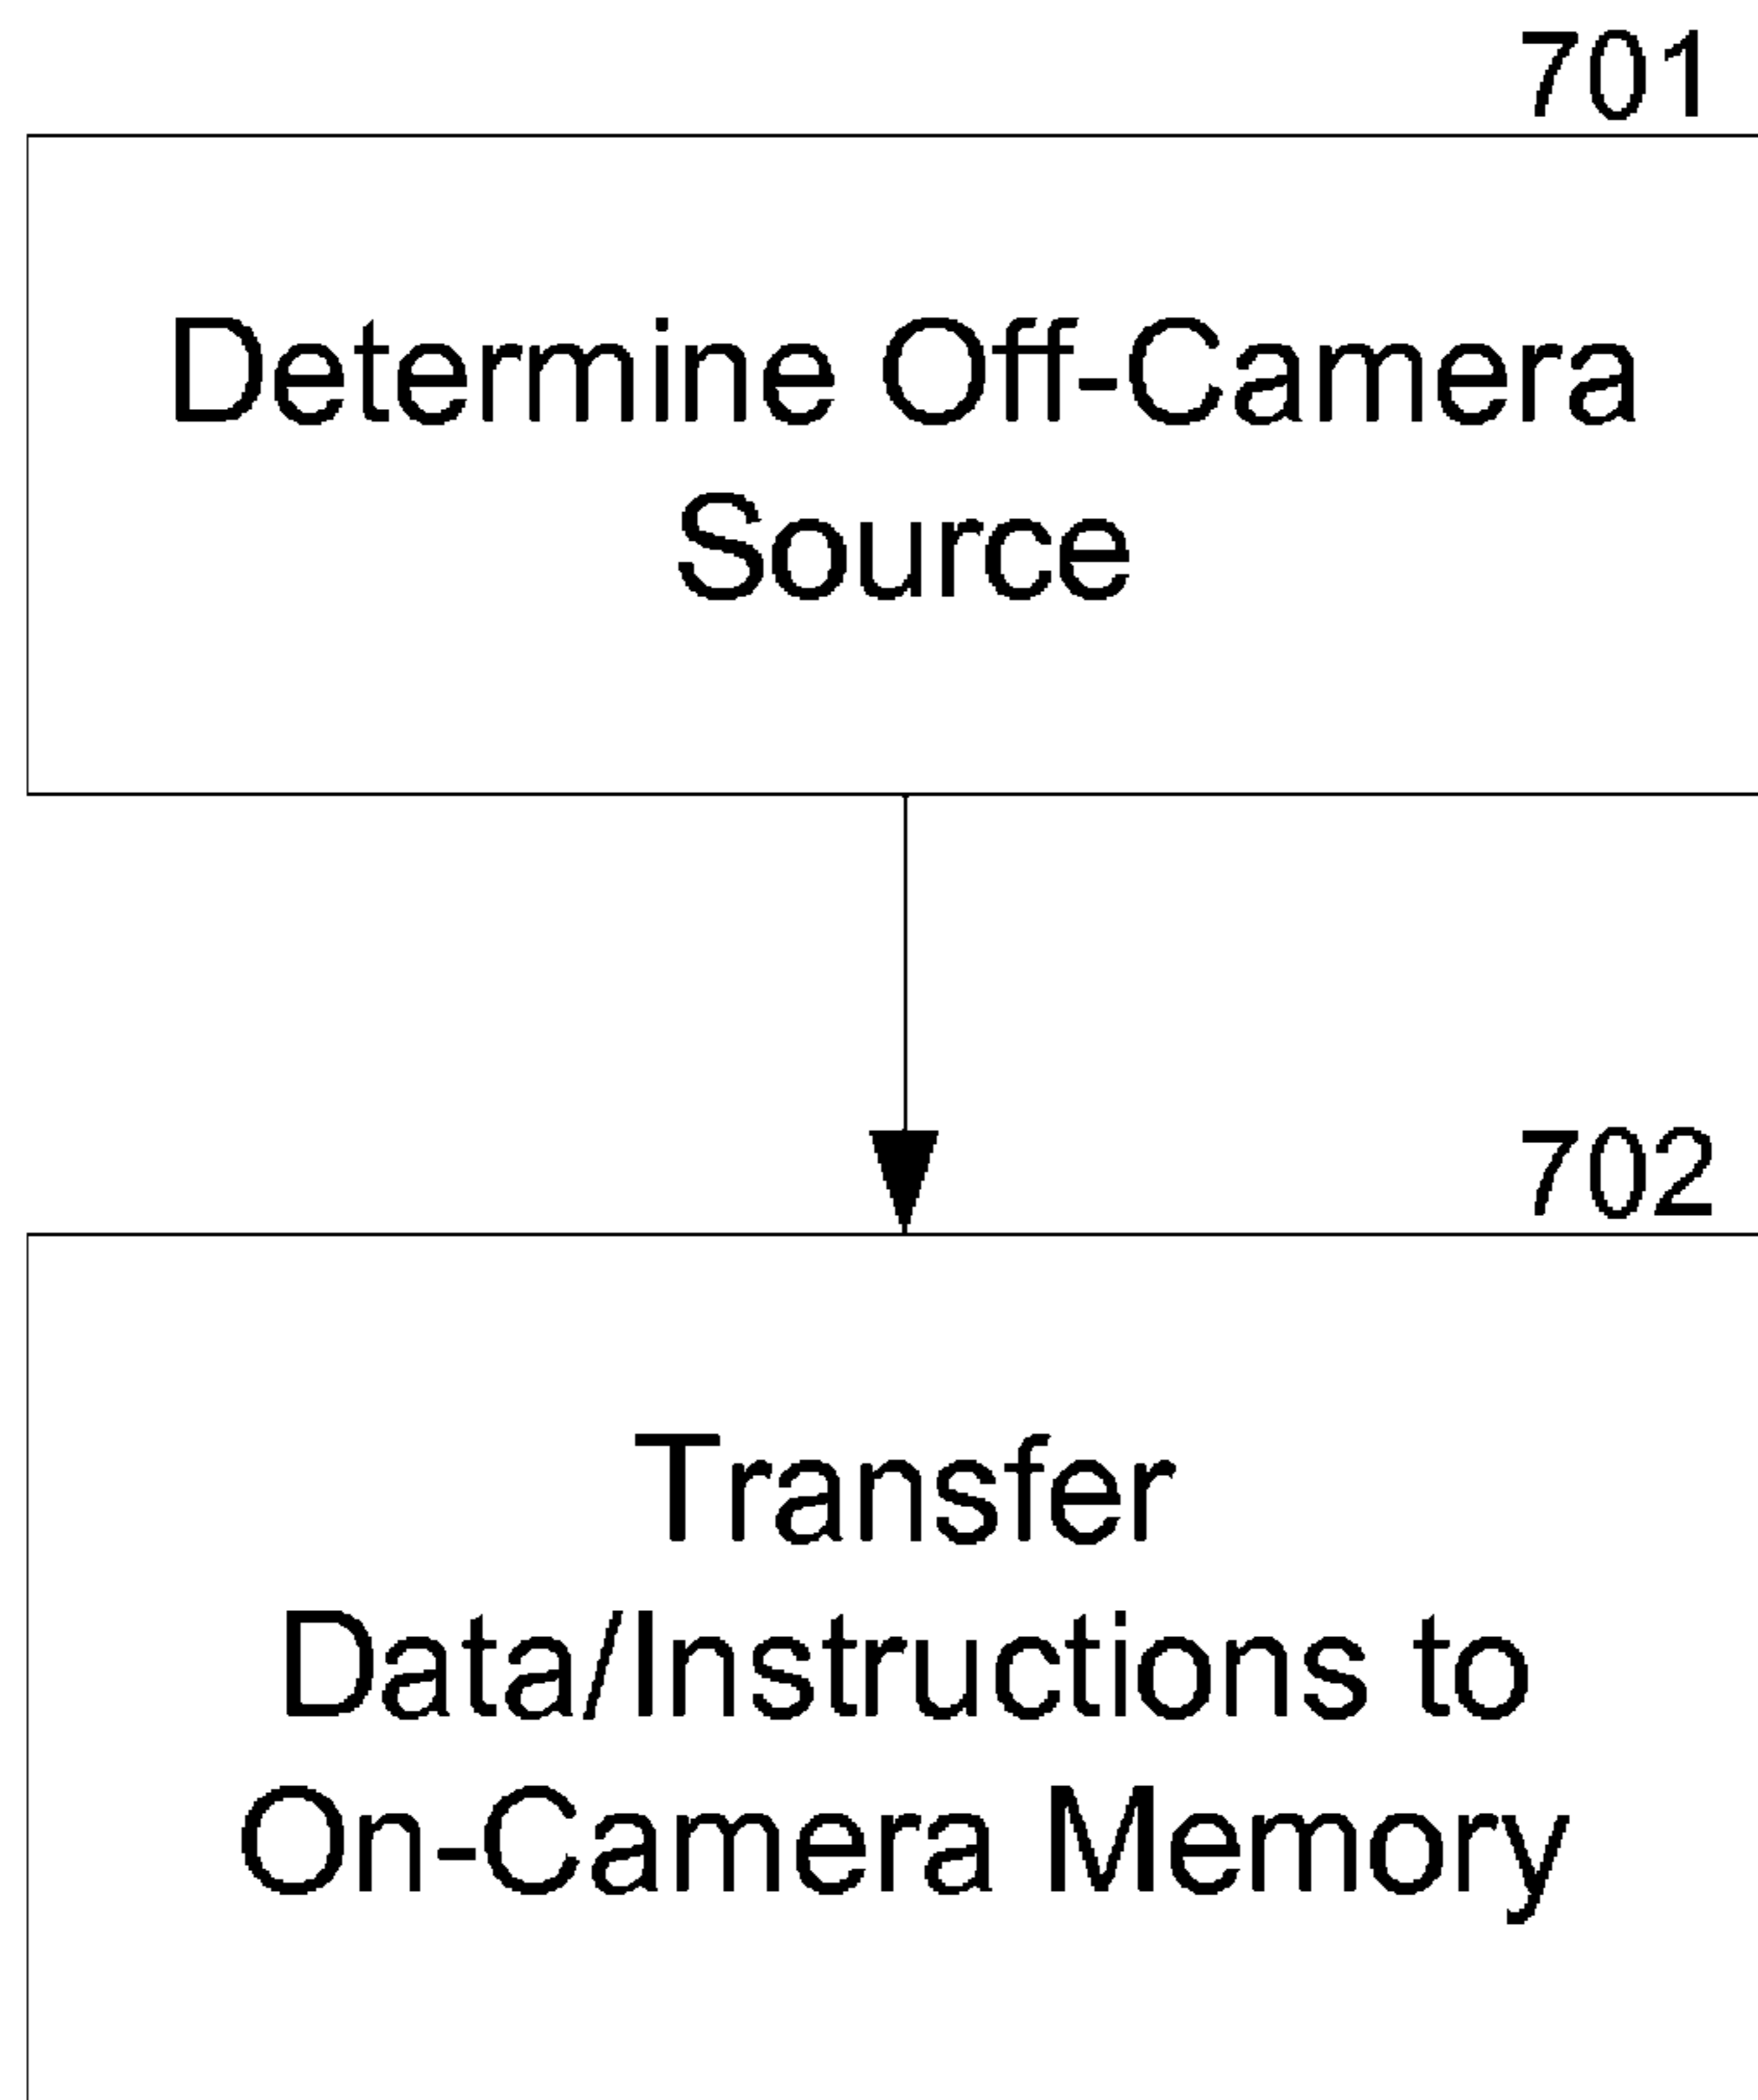 701
Determine Off-Camera
Source
702
Transfer
Data/Instructions to
On-Camera Memory